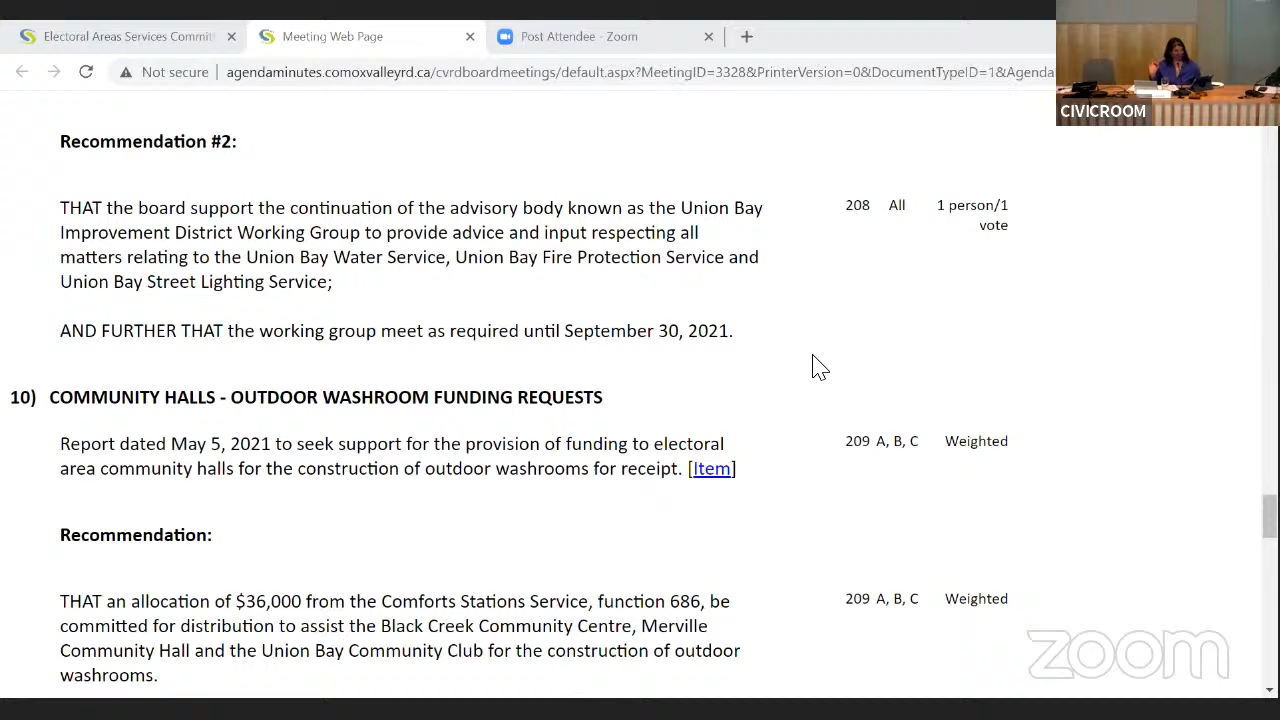 Electoral Areas Services Committ
Meeting Web Page
Post Attendee - Zoom
Not secure | agendaminutes.comoxvalleyrd.ca/cvrdboardmeetings/default.aspx?MeetingID=3328&PrinterVersion=0&DocumentTypeID=1&Agenda
CIVICROOM
Recommendation #2:
THAT the board support the continuation of the advisory body known as the Union Bay 208 All 1 person/1
Improvement District Working Group to provide advice and input respecting all vote
matters relating to the Union Bay Water Service, Union Bay Fire Protection Service and
Union Bay Street Lighting Service;
AND FURTHER THAT the working group meet as required until September 30, 2021.
10) COMMUNITY HALLS - OUTDOOR WASHROOM FUNDING REQUESTS
Report dated May 5, 2021 to seek support for the provision of funding to electoral 209 A, B, C Weighted
area community halls for the construction of outdoor washrooms for receipt. [Item]
Recommendation:
THAT an allocation of $36,000 from the Comforts Stations Service, function 686, be 209 A, B, C Weighted
committed for distribution to assist the Black Creek Community Centre, Merville
Community Hall and the Union Bay Community Club for the construction of outdoor
washrooms.
zoom